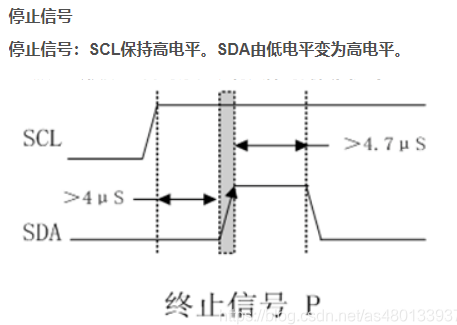 停止信号
停止信号：SCL保持高电平。SDA由低电平变为高电平。
SCL
>4.7μS
>4μS
SDA
终止信号 P
https://blog.csdn.net/as480133937